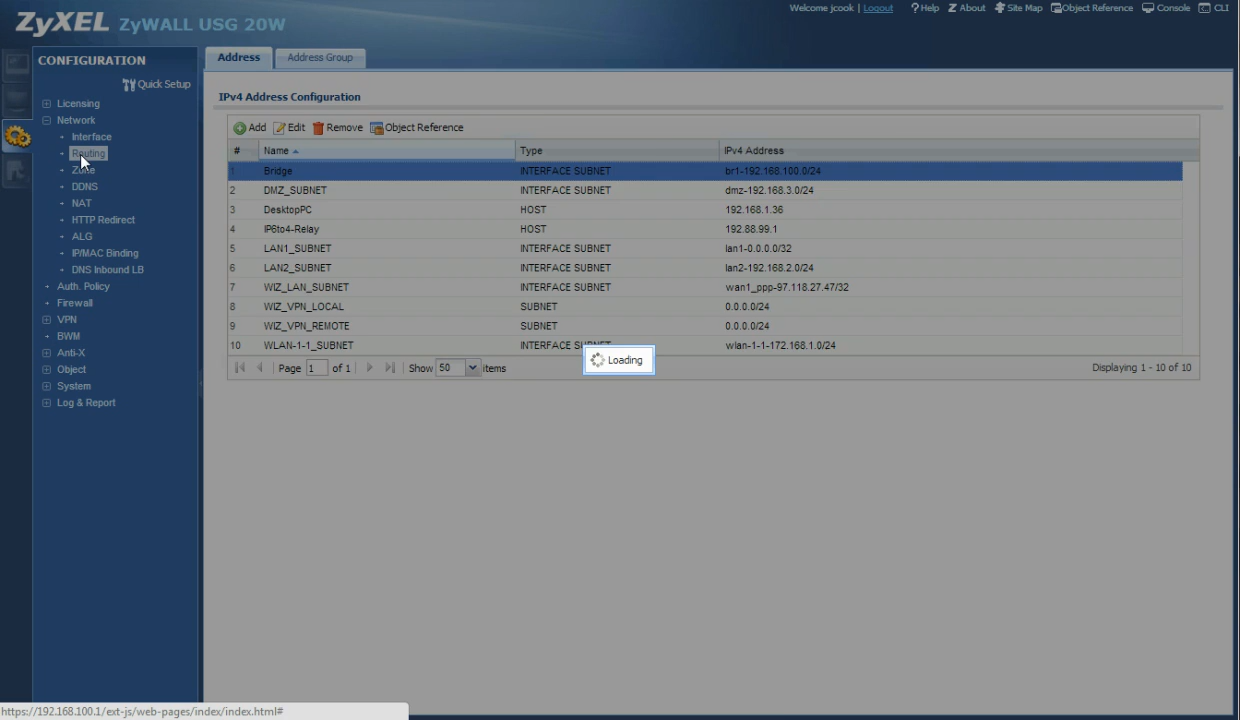 ZyXEL ZyWALL USG 20W
Welcome jcook | Logout ? Help Z About Site Map Object Reference Console CLI
CONFIGURATION
Quick Setup
Licensing
Network
Interface
Routing
Zone
DDNS
NAT
HTTP Redirect
ALG
IP/MAC Binding
DNS Inbound LB
Auth. Policy
Firewall
VPN
BWM
Anti-X
Object
System
Log & Report
Address Address Group
IPv4 Address Configuration
Add Edit Remove Object Reference
# Name Type IPv4 Address
1 Bridge INTERFACE SUBNET br1-192.168.100.0/24
2 DMZ_SUBNET INTERFACE SUBNET dmz-192.168.3.0/24
3 DesktopPC HOST 192.168.1.36
4 IP6to4-Relay HOST 192.88.99.1
5 LAN1_SUBNET INTERFACE SUBNET lan1-0.0.0.0/32
6 LAN2_SUBNET INTERFACE SUBNET lan2-192.168.2.0/24
7 WIZ_LAN_SUBNET INTERFACE SUBNET wan1_ppp-97.118.27.47/32
8 WIZ_VPN_LOCAL SUBNET 0.0.0.0/24
9 WIZ_VPN_REMOTE SUBNET 0.0.0.0/24
10 WLAN-1-1_SUBNET INTERFACE SUBNET wlan-1-1-172.168.1.0/24
Loading
Page 1 of 1 Show 50 items Displaying 1 - 10 of 10
https://192.168.100.1/ext-js/web-pages/index/index.html#